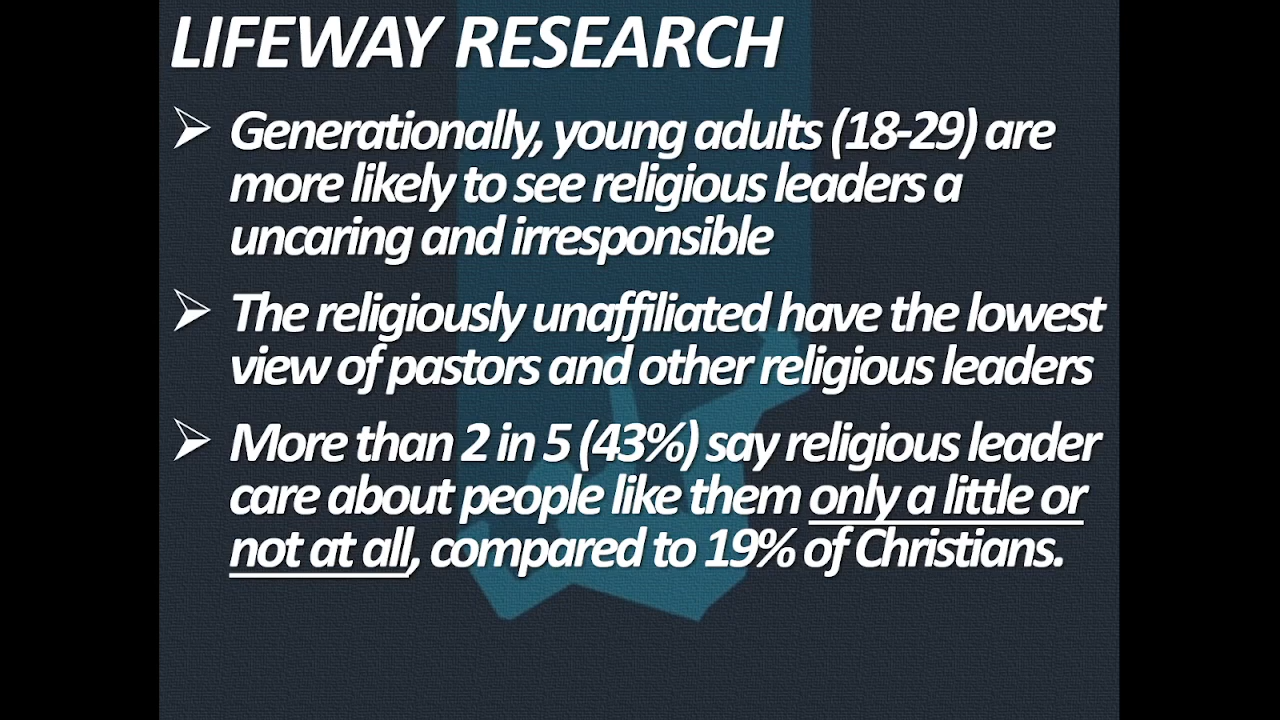 LIFEWAY RESEARCH
➢ Generationally, young adults (18-29) are
more likely to see religious leaders a
uncaring and irresponsible
➢ The religiously unaffiliated have the lowest
view of pastors and other religious leaders
➢ More than 2 in 5 (43%) say religious leader
care about people like them only a little or
not at all, compared to 19% of Christians.